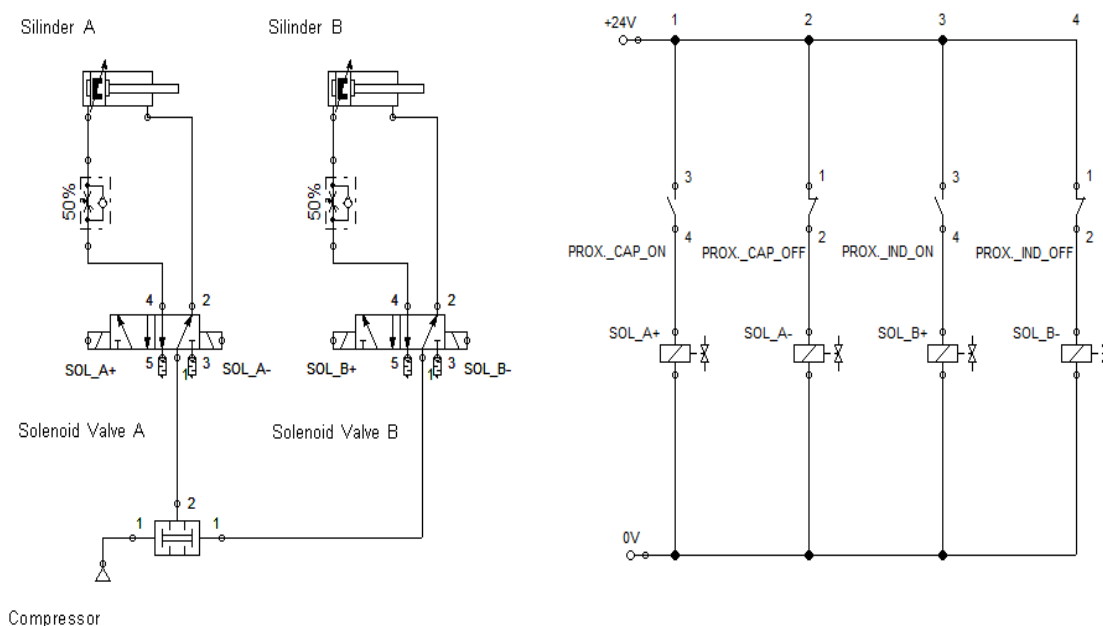 Silinder A
Silinder B
50%
50%
4 2
4 2
SOL_A+
5
1
3
SOL_A-
SOL_B+
5
1
3
SOL_B-
Solenoid Valve A
Solenoid Valve B
2
1
1
Compressor
+24V
1
2
3
4
3
1
3
1
4
2
4
2
PROX._CAP_ON
PROX._CAP_OFF
PROX._IND_ON
PROX._IND_OFF
SOL_A+
SOL_A-
SOL_B+
SOL_B-
0V